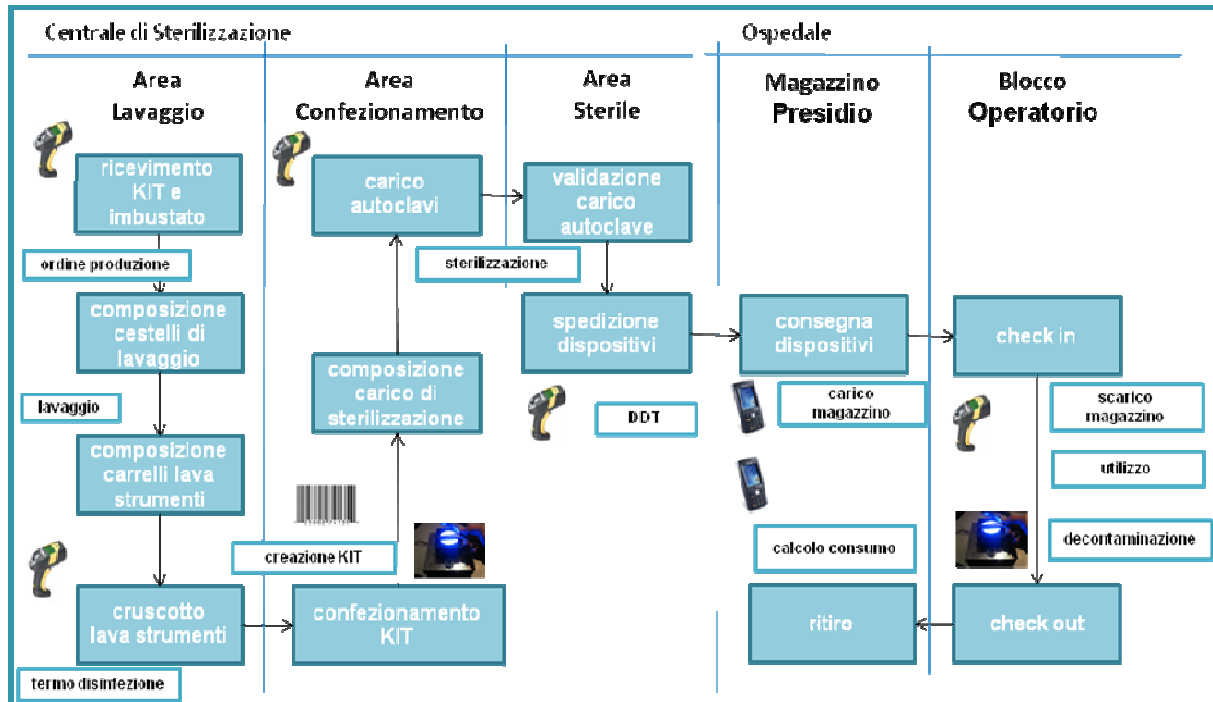 Centrale di Sterilizzazione
Ospedale
Area
Lavaggio
Area
Confezionamento
Area
Sterile
Magazzino
Presidio
Blocco
Operatorio
ricevimento
KIT e
imbustato
ordine produzione
composizione
cestelli di
lavaggio
lavaggio
composizione
carrelli lava
strumenti
cruscotto
lava strumenti
termo disinfezione
carico
autoclavi
composizione
carico di
sterilizzazione
creazione KIT
confezionamento
KIT
sterilizzazione
validazione
carico
autoclave
spedizione
dispositivi
DDT
consegna
dispositivi
carico
magazzino
calcolo consumo
ritiro
check in
scarico
magazzino
utilizzo
decontaminazione
check out